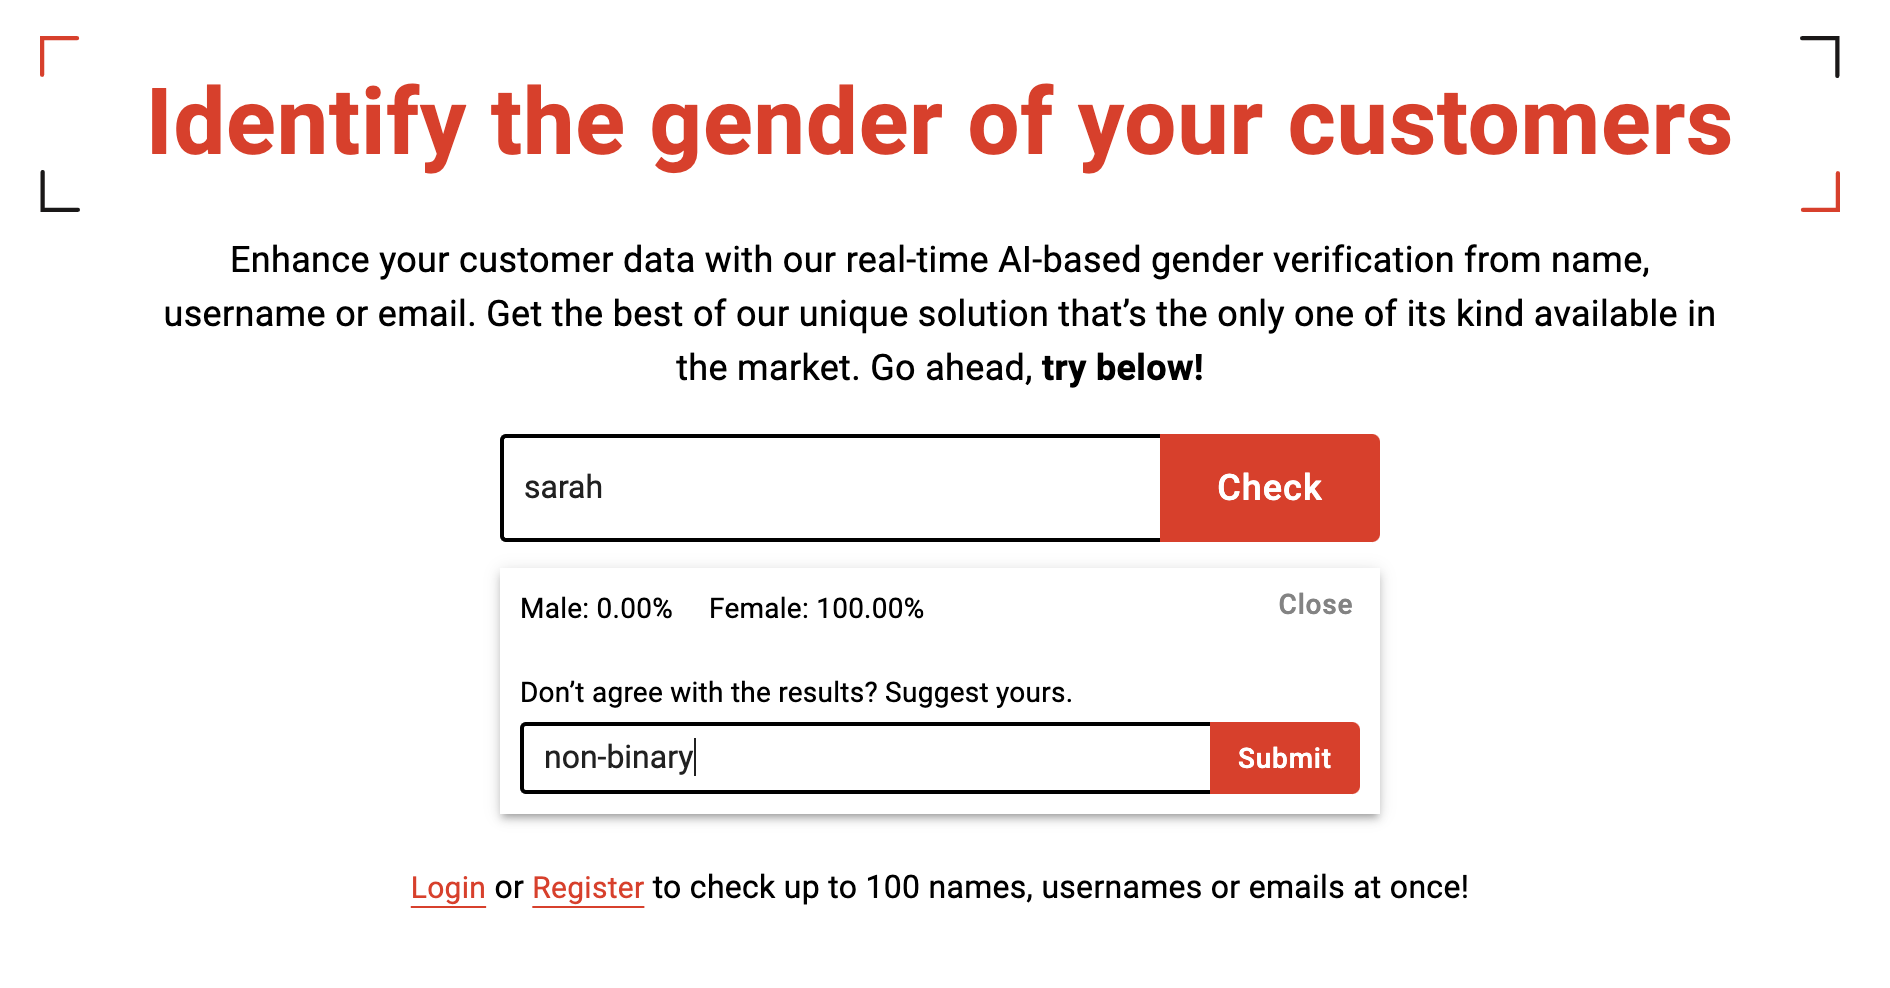 Identify the gender of your customers
Enhance your customer data with our real-time AI-based gender verification from name,
username or email. Get the best of our unique solution that’s the only one of its kind available in
the market. Go ahead, try below!
sarah
Check
Male: 0.00% Female: 100.00%
Close
Don’t agree with the results? Suggest yours.
non-binary
Submit
Login or Register to check up to 100 names, usernames or emails at once!